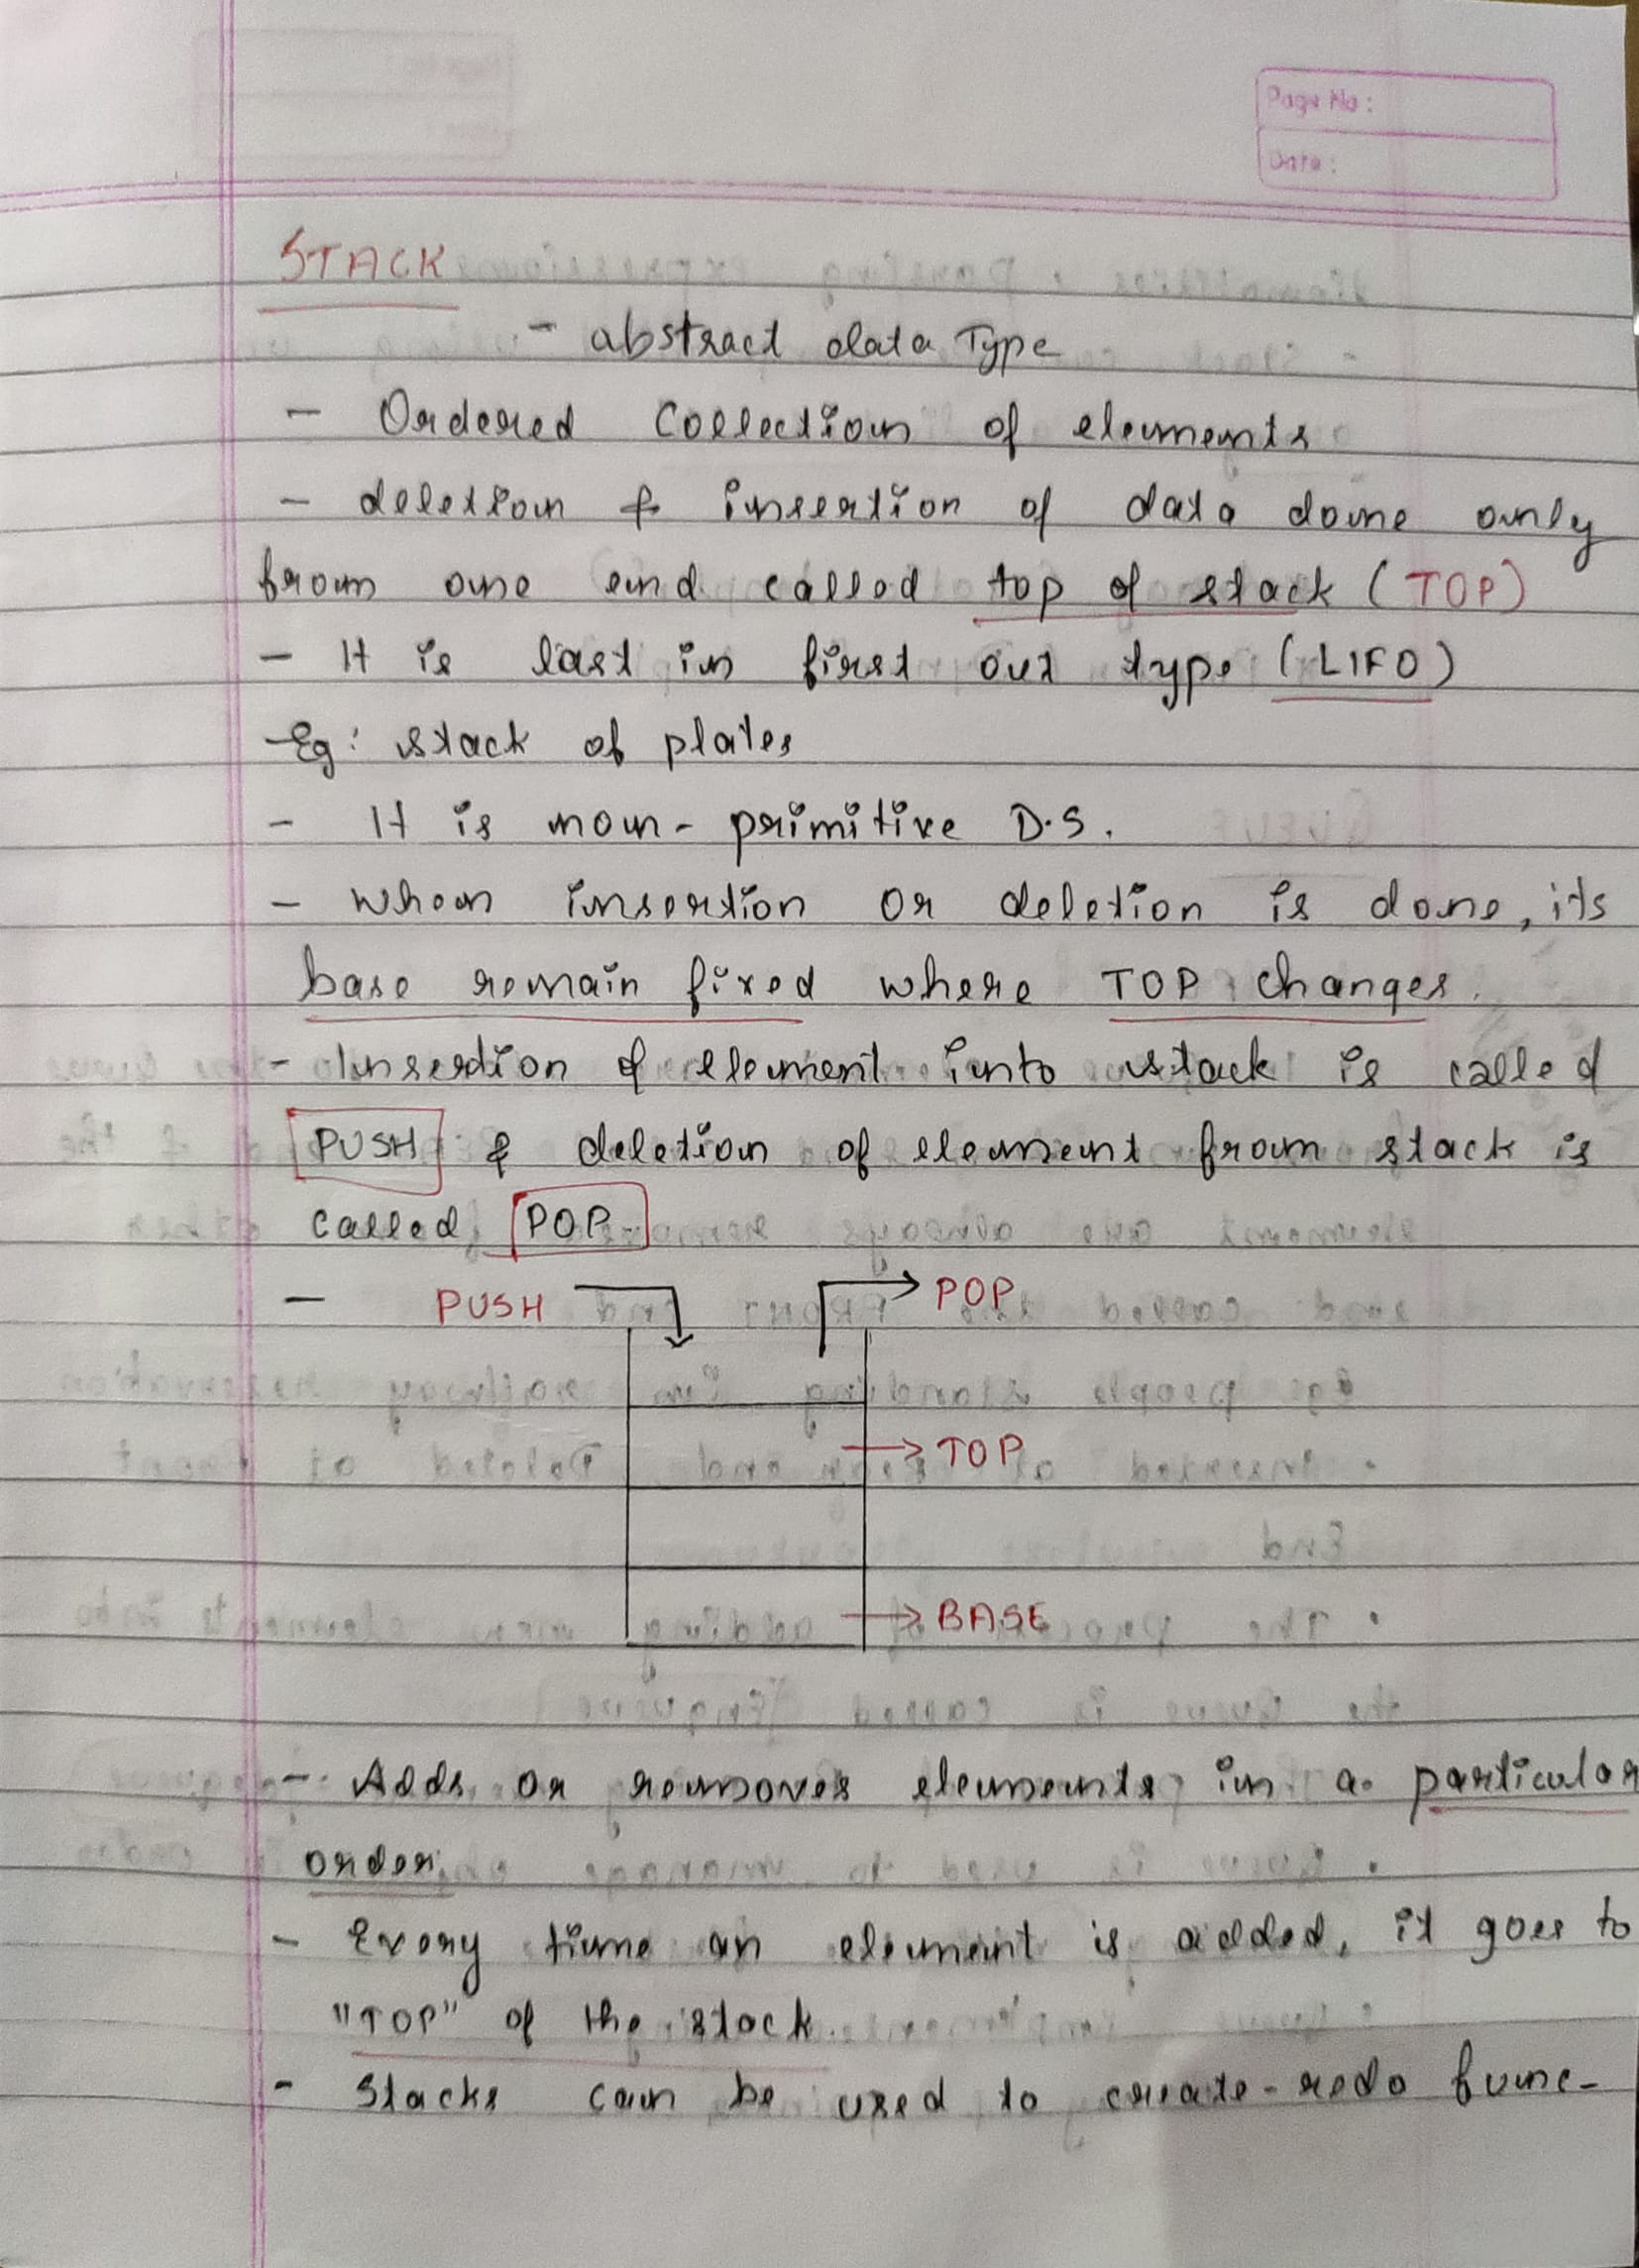 Page No :
Date :
STACK
- abstract data Type
- Ordered Collection of elements
- deletion & insertion of data done only
from one end called top of stack (TOP)
- It is last in first out type (LIFO)
- Eg: stack of plates
- It is non-primitive D.S.
- When insertion or deletion is done, its
base remain fixed where TOP changes.
- Insertion of element into stack is called
PUSH & deletion of element from stack is
called POP
- PUSH POP
TOP
BASE
- Adds or removes elements in a particular
order.
- Every time an element is added, it goes to
"TOP" of the stack
- Stacks can be used to create-redo func-